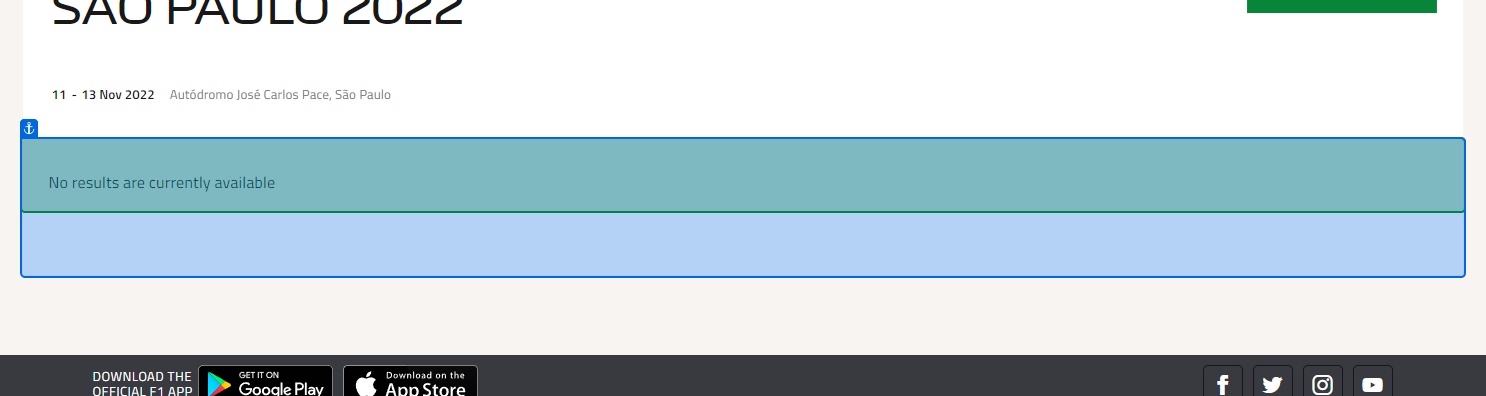 SÃO PAULO 2022
11 - 13 Nov 2022 Autódromo José Carlos Pace, São Paulo
No results are currently available
DOWNLOAD THE
OFFICIAL F1 APP
GET IT ON
Google Play
Download on the
App Store